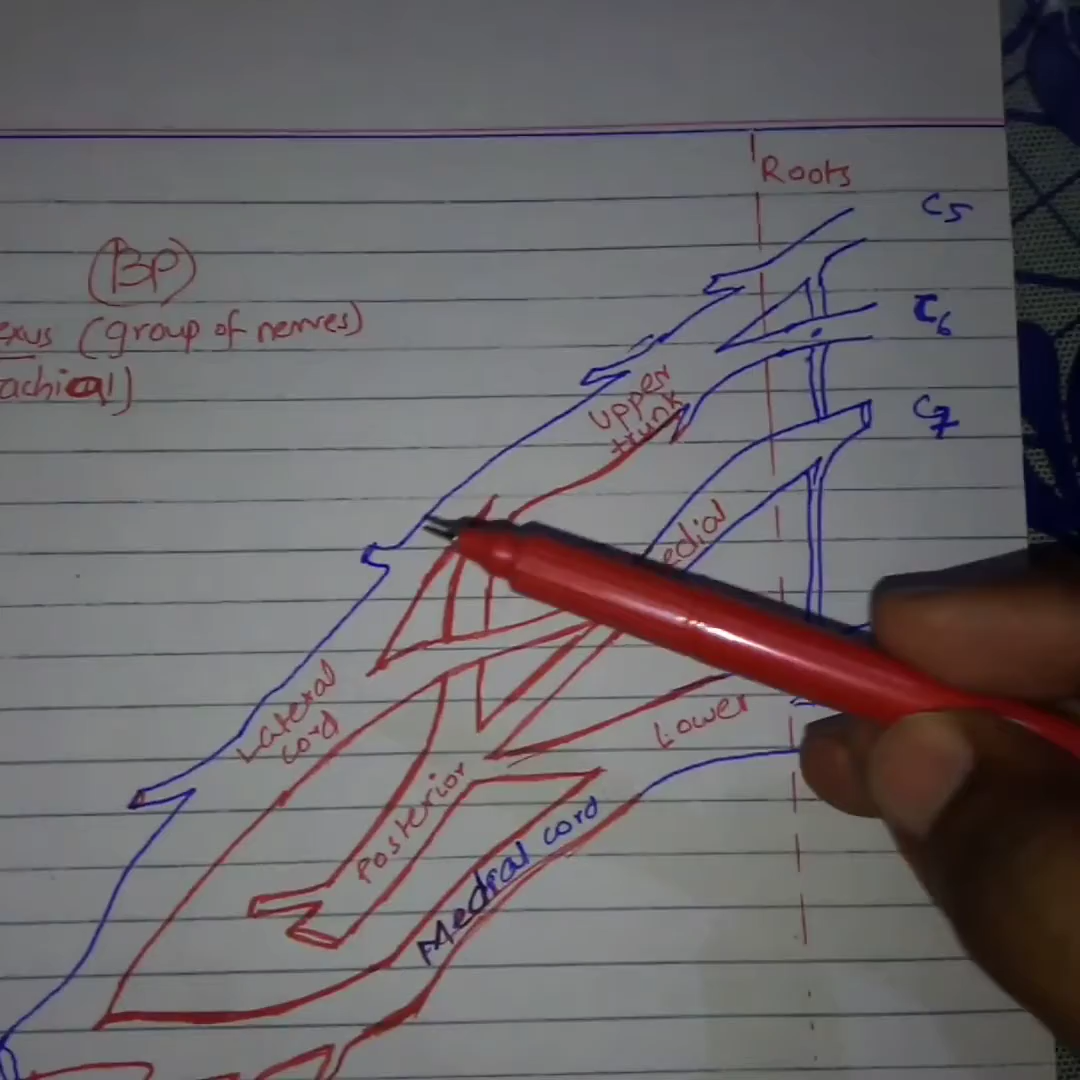 Roots
C5
(BP)
exus (group of nerves)
C6
achial)
Upper
trunk
C7
edial
Lateral
cord
Lower
Posterior
Medial cord